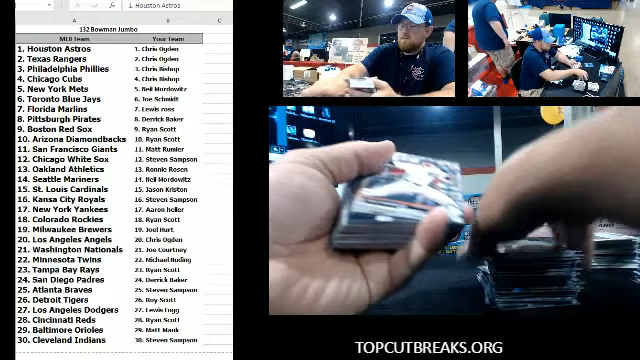 1. Houston Astros
A B C
132 Bowman Jumbo
MLB Team Your Team
1. Houston Astros 1. Chris Ogden
2. Texas Rangers 2. Chris Ogden
3. Philadelphia Phillies 3. Chris Bishop
4. Chicago Cubs 4. Chris Bishop
5. New York Mets 5. Neil Mordowitz
6. Toronto Blue Jays 6. Joe Schmidt
7. Florida Marlins 7. Lewis ross
8. Pittsburgh Pirates 8. Derrick Baker
9. Boston Red Sox 9. Ryan Scott
10. Arizona Diamondbacks 10. Ryan Scott
11. San Francisco Giants 11. Matt Rumler
12. Chicago White Sox 12. Steven Sampson
13. Oakland Athletics 13. Ronnie Rosen
14. Seattle Mariners 14. Neil Mordowitz
15. St. Louis Cardinals 15. Jason Kriston
16. Kansa City Royals 16. Steven Sampson
17. New York Yankees 17. Aaron heller
18. Colorado Rockies 18. Ryan Scott
19. Milwaukee Brewers 19. Joel Hurt
20. Los Angeles Angels 20. Chris Ogden
21. Washington Nationals 21. Joe Courtney
22. Minnesota Twins 22. Michael Ruding
23. Tampa Bay Rays 23. Ryan Scott
24. San Diego Padres 24. Derrick Baker
25. Atlanta Braves 25. Steven Sampson
26. Detroit Tigers 26. Roy Scott
27. Los Angeles Dodgers 27. Lewis Fogg
28. Cincinnati Reds 28. Ryan Scott
29. Baltimore Orioles 29. Matt Mauk
30. Cleveland Indians 30. Steven Sampson
TOPCUTBREAKS.ORG